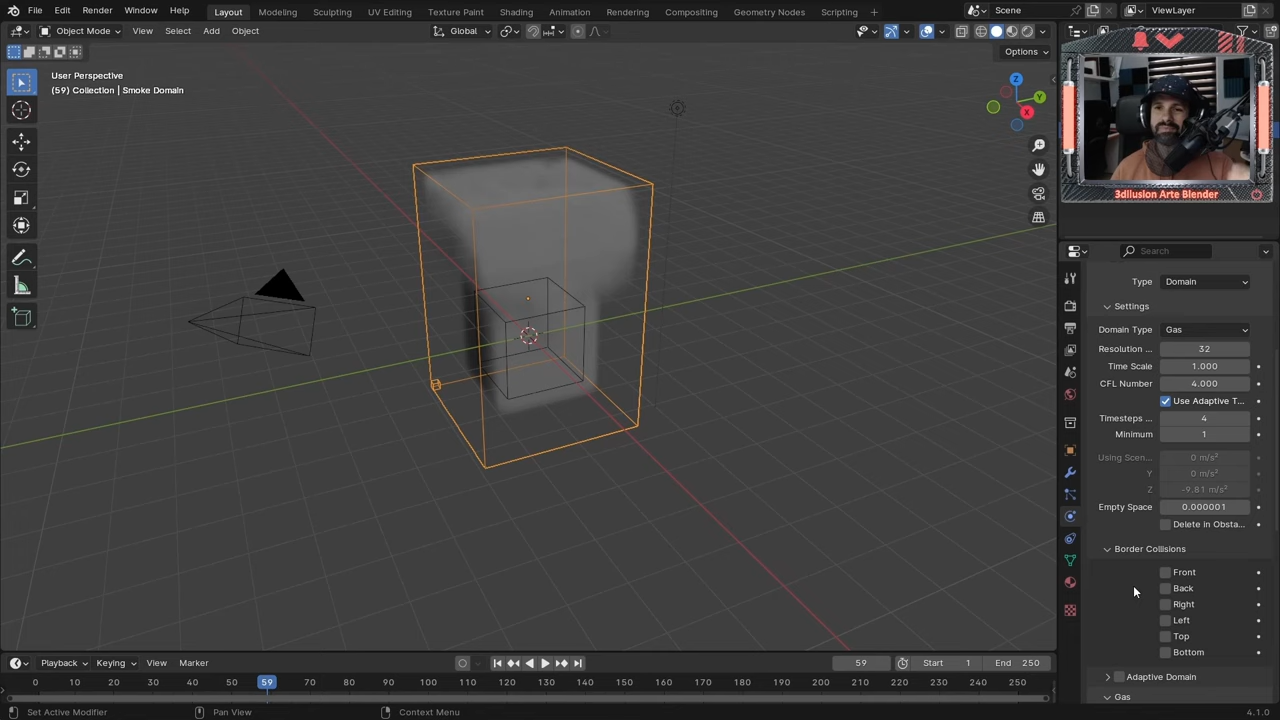 File Edit Render Window Help Layout Modeling Sculpting UV Editing Texture Paint Shading Animation Rendering Compositing Geometry Nodes Scripting + Scene ViewLayer
Object Mode View Select Add Object Global
Options
User Perspective
(59) Collection | Smoke Domain
Z
Y
X
3dIlusion Arte Blender
Search
Type Domain
Settings
Domain Type Gas
Resolution ... 32
Time Scale 1.000
CFL Number 4.000
Use Adaptive T...
Timesteps ... 4
Minimum 1
Using Scen... 0 m/s²
Y 0 m/s²
Z -9.81 m/s²
Empty Space 0.000001
Delete in Obsta...
Border Collisions
Front
Back
Right
Left
Top
Bottom
Adaptive Domain
Gas
Playback Keying View Marker 59 Start 1 End 250
0 10 20 30 40 50 59 70 80 90 100 110 120 130 140 150 160 170 180 190 200 210 220 230 240 250
Set Active Modifier Pan View Context Menu 4.1.0